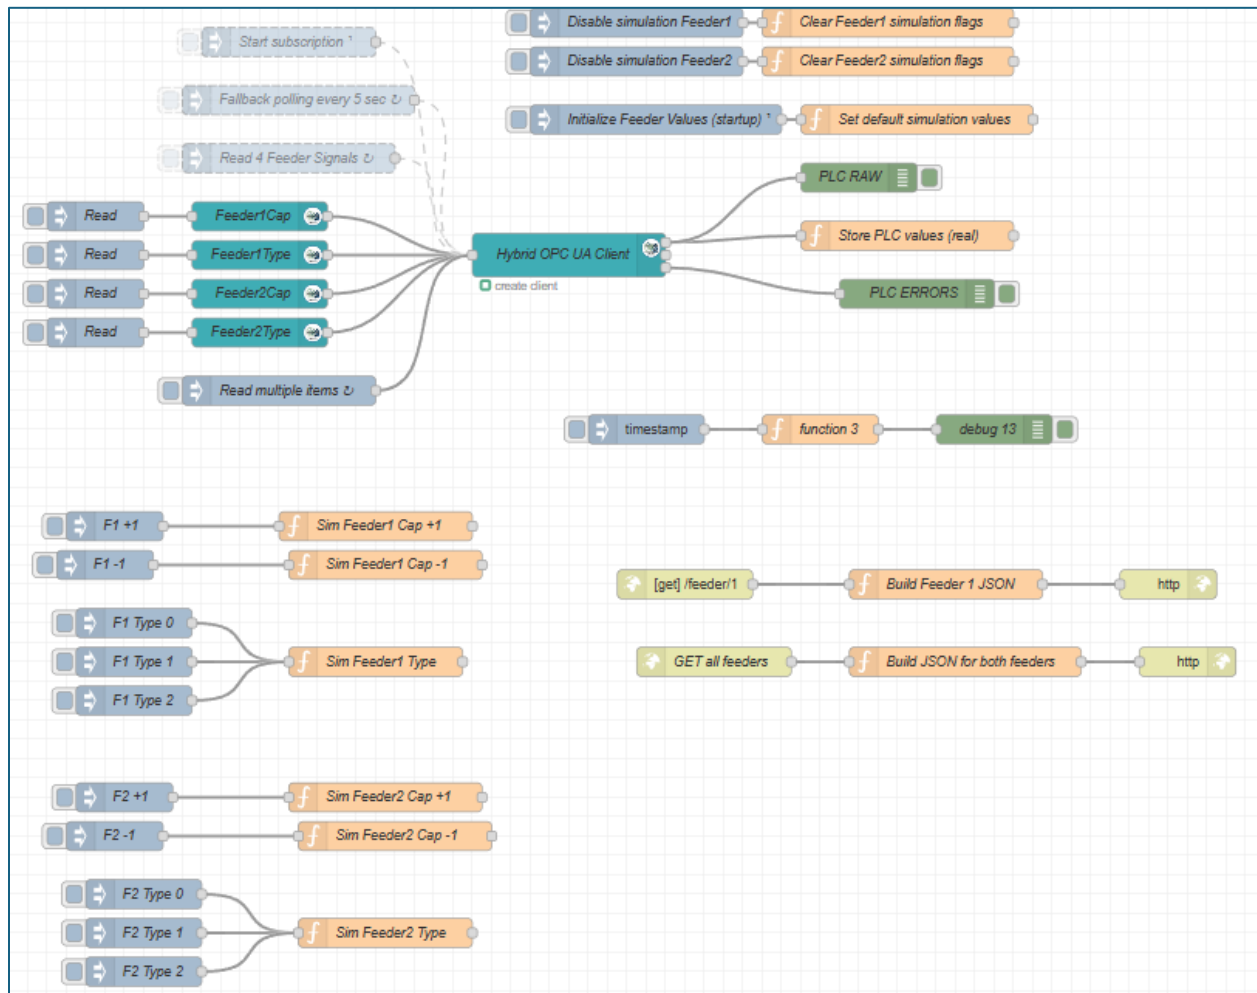 Disable simulation Feeder1
Clear Feeder1 simulation flags
Start subscription ¹
Disable simulation Feeder2
Clear Feeder2 simulation flags
Fallback polling every 5 sec ↻
Initialize Feeder Values (startup) ¹
Set default simulation values
Read 4 Feeder Signals ↻
PLC RAW
Read
Feeder1Cap
Store PLC values (real)
Read
Feeder1Type
Hybrid OPC UA Client
create client
Read
Feeder2Cap
PLC ERRORS
Read
Feeder2Type
Read multiple items ↻
timestamp
function 3
debug 13
F1 +1
Sim Feeder1 Cap +1
F1 -1
Sim Feeder1 Cap -1
[get] /feeder/1
Build Feeder 1 JSON
http
F1 Type 0
F1 Type 1
Sim Feeder1 Type
GET all feeders
Build JSON for both feeders
http
F1 Type 2
F2 +1
Sim Feeder2 Cap +1
F2 -1
Sim Feeder2 Cap -1
F2 Type 0
F2 Type 1
Sim Feeder2 Type
F2 Type 2